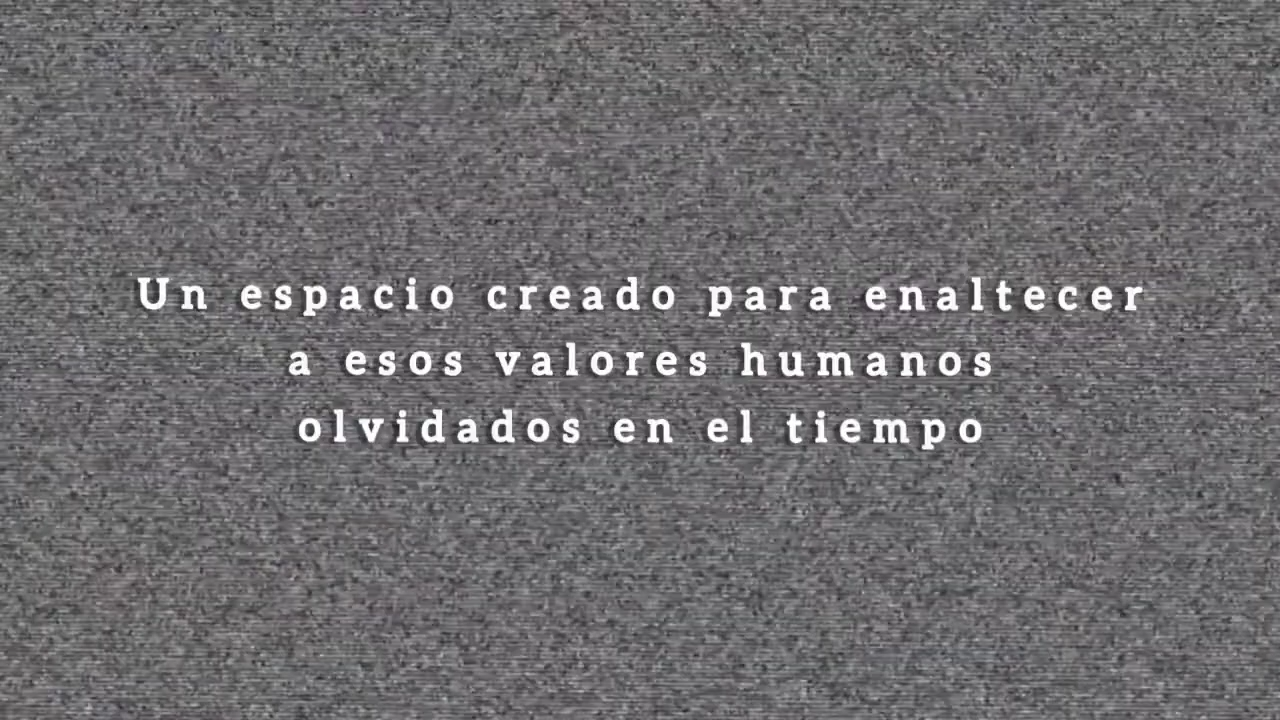 Un espacio creado para enaltecer
a esos valores humanos
olvidados en el tiempo